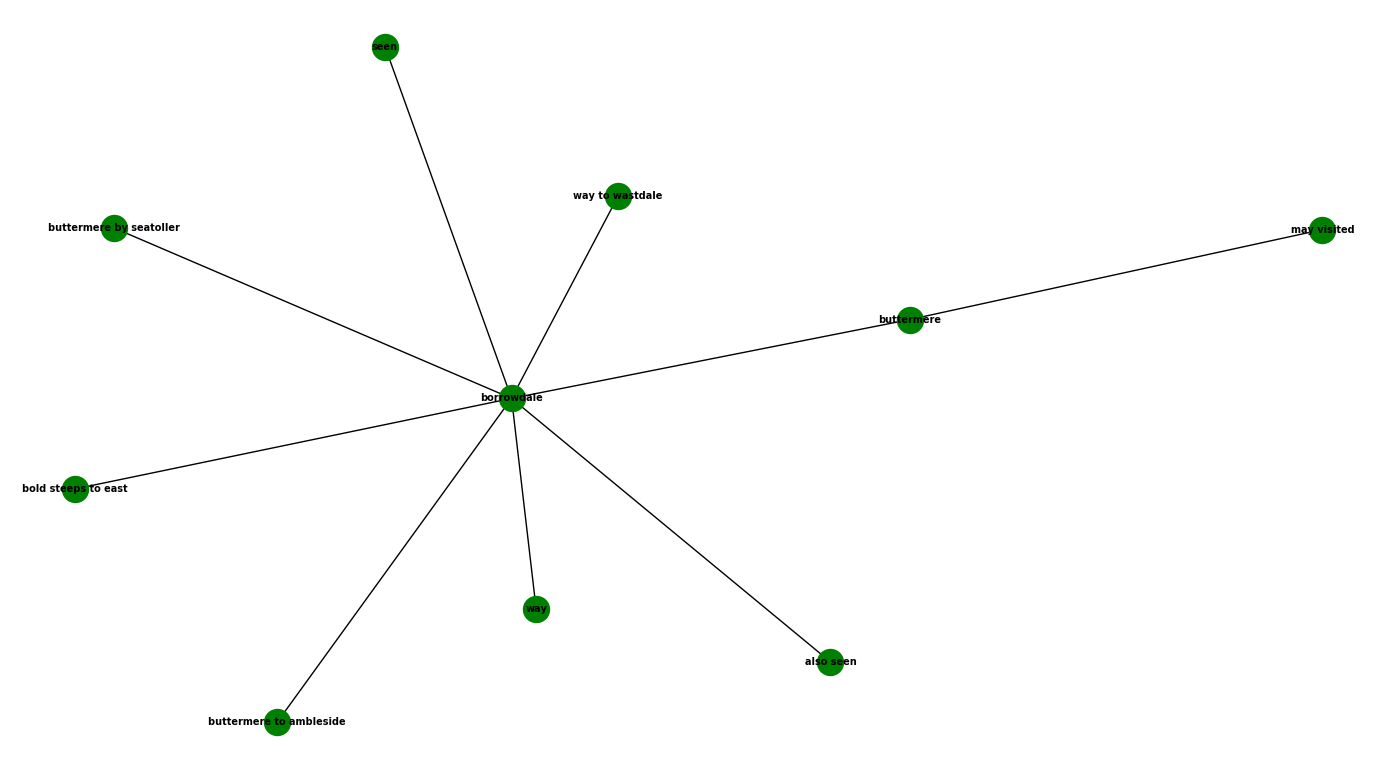 seen
way to wastdale
buttermere by seatoller
may visited
buttermere
borrowdale
bold steeps to east
way
also seen
buttermere to ambleside